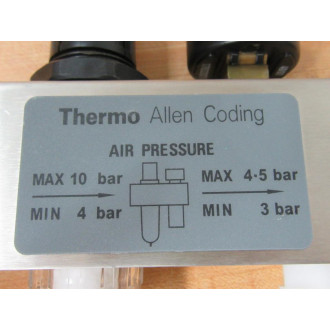 Thermo Allen Coding
AIR PRESSURE
MAX 10 bar MAX 4·5 bar
MIN 4 bar MIN 3 bar